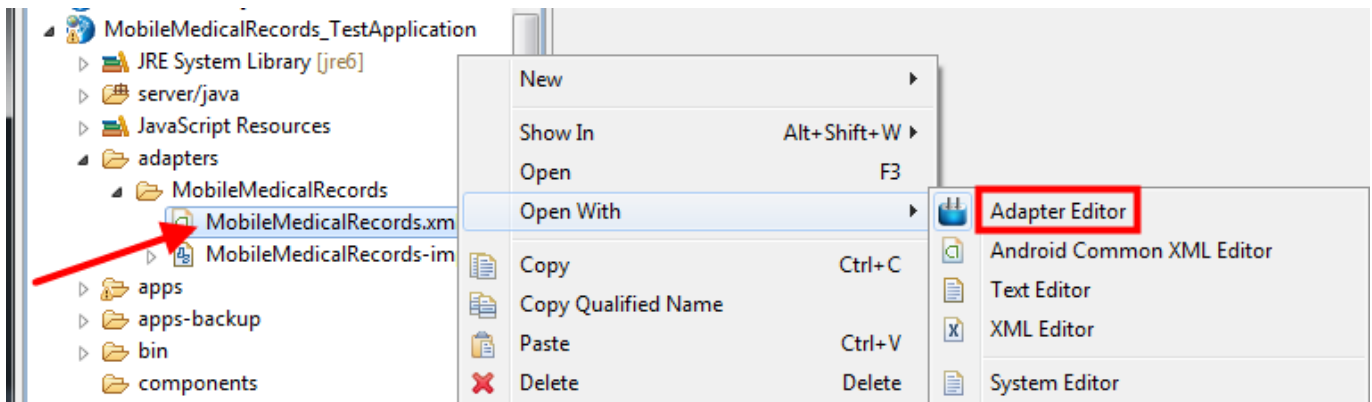 MobileMedicalRecords_TestApplication
JRE System Library [jre6]
server/java
JavaScript Resources
adapters
MobileMedicalRecords
MobileMedicalRecords.xm
MobileMedicalRecords-im
apps
apps-backup
bin
components
New
Show In Alt+Shift+W
Open F3
Open With
Copy Ctrl+C
Copy Qualified Name
Paste Ctrl+V
Delete Delete
Adapter Editor
Android Common XML Editor
Text Editor
XML Editor
System Editor